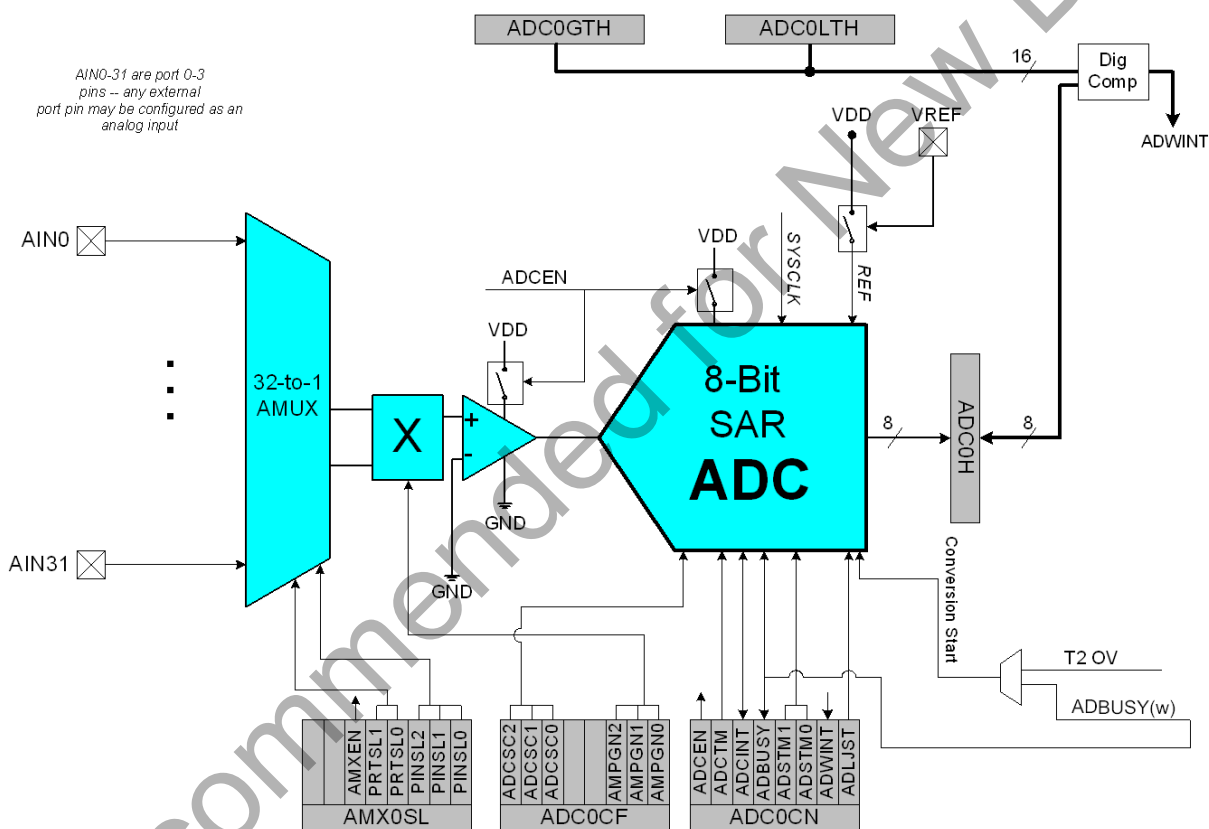 ADC0GTH
ADC0LTH
16
Dig
Comp
ADWINT
AIN0-31 are port 0-3
pins -- any external
port pin may be configured as an
analog input
VDD
VREF
AIN0
VDD
SYSCLK
REF
ADCEN
VDD
32-to-1
AMUX
X
+
-
8-Bit
SAR
ADC
8
ADC0H
8
GND
GND
AIN31
Conversion Start
T2 OV
ADBUSY(w)
AMXEN
PRTSL1
PRTSL0
PINSL2
PINSL1
PINSL0
AMX0SL
ADCSC2
ADCSC1
ADCSC0
AMPGN2
AMPGN1
AMPGN0
ADC0CF
ADCEN
ADCTM
ADCINT
ADBUSY
ADSTM1
ADSTM0
ADWINT
ADLJST
ADC0CN
ommended for New